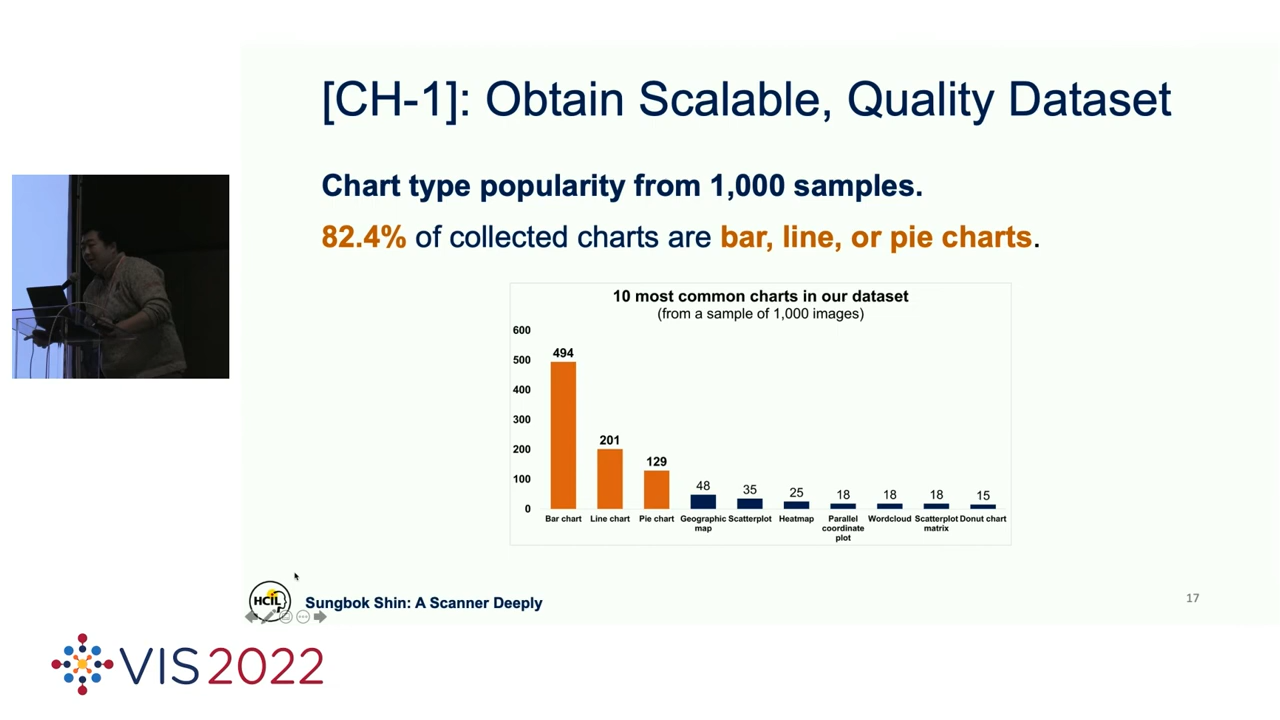 [CH-1]: Obtain Scalable, Quality Dataset
Chart type popularity from 1,000 samples.
82.4% of collected charts are bar, line, or pie charts.
10 most common charts in our dataset
(from a sample of 1,000 images)
600
500
400
300
200
100
0
494
201
129
48
35
25
18
18
18
15
Bar chart
Line chart
Pie chart
Geographic
map
Scatterplot
Heatmap
Parallel
coordinate
plot
Wordcloud
Scatterplot
matrix
Donut chart
HCIL
Sungbok Shin: A Scanner Deeply
17
VIS2022